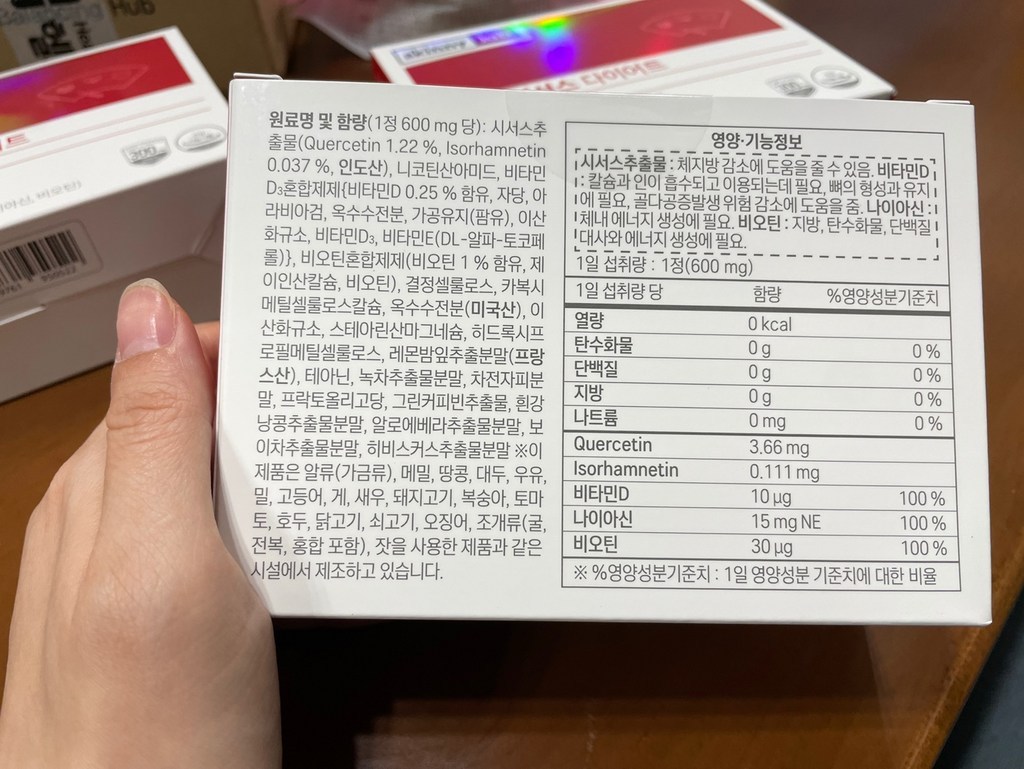 Hub
skinny
다이어트
원료명 및 함량(1정 600 mg 당): 시서스추
출물(Quercetin 1.22 %, Isorhamnetin
0.037 %, 인도산), 니코틴산아미드, 비타민
D₃혼합제제{비타민D 0.25 % 함유, 자당, 아
라비아검, 옥수수전분, 가공유지(팜유), 이산
화규소, 비타민D₃, 비타민E(DL-알파-토코페
롤)}, 비오틴혼합제제(비오틴 1 % 함유, 제
이인산칼슘, 비오틴), 결정셀룰로스, 카복시
메틸셀룰로스칼슘, 옥수수전분(미국산), 이
산화규소, 스테아린산마그네슘, 히드록시프
로필메틸셀룰로스, 레몬밤잎추출분말(프랑
스산), 테아닌, 녹차추출물분말, 차전자피분
말, 프락토올리고당, 그린커피빈추출물, 흰강
낭콩추출물분말, 알로에베라추출물분말, 보
이차추출물분말, 히비스커스추출물분말 ※이
제품은 알류(가금류), 메밀, 땅콩, 대두, 우유,
밀, 고등어, 게, 새우, 돼지고기, 복숭아, 토마
토, 호두, 닭고기, 쇠고기, 오징어, 조개류(굴,
전복, 홍합 포함), 잣을 사용한 제품과 같은
시설에서 제조하고 있습니다.
영양·기능정보
시서스추출물 : 체지방 감소에 도움을 줄 수 있음. 비타민D
: 칼슘과 인이 흡수되고 이용되는데 필요, 뼈의 형성과 유지
에 필요, 골다공증발생 위험 감소에 도움을 줌. 나이아신 :
체내 에너지 생성에 필요. 비오틴 : 지방, 탄수화물, 단백질
대사와 에너지 생성에 필요.
1일 섭취량 : 1정(600 mg)
1일 섭취량 당 함량 %영양성분기준치
열량 0 kcal
탄수화물 0 g 0 %
단백질 0 g 0 %
지방 0 g 0 %
나트륨 0 mg 0 %
Quercetin 3.66 mg
Isorhamnetin 0.111 mg
비타민D 10 µg 100 %
나이아신 15 mg NE 100 %
비오틴 30 µg 100 %
※ %영양성분기준치 : 1일 영양성분 기준치에 대한 비율